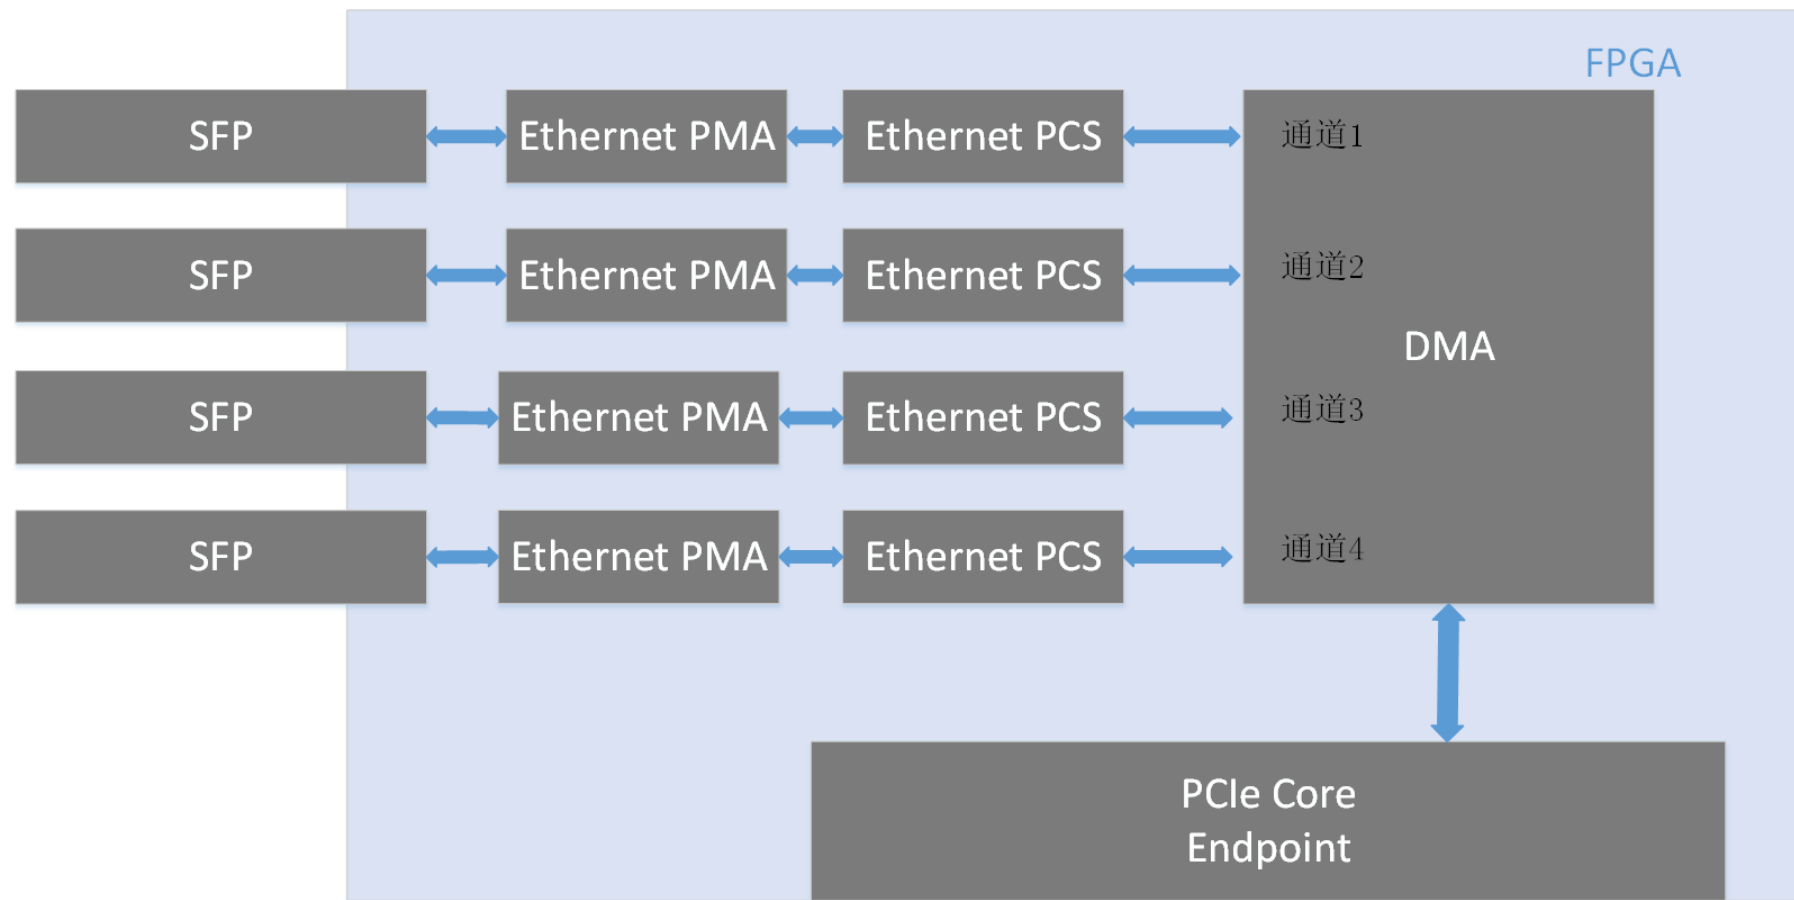 FPGA
SFP
Ethernet PMA
Ethernet PCS
通道1
SFP
Ethernet PMA
Ethernet PCS
通道2
DMA
SFP
Ethernet PMA
Ethernet PCS
通道3
SFP
Ethernet PMA
Ethernet PCS
通道4
PCIe Core
Endpoint